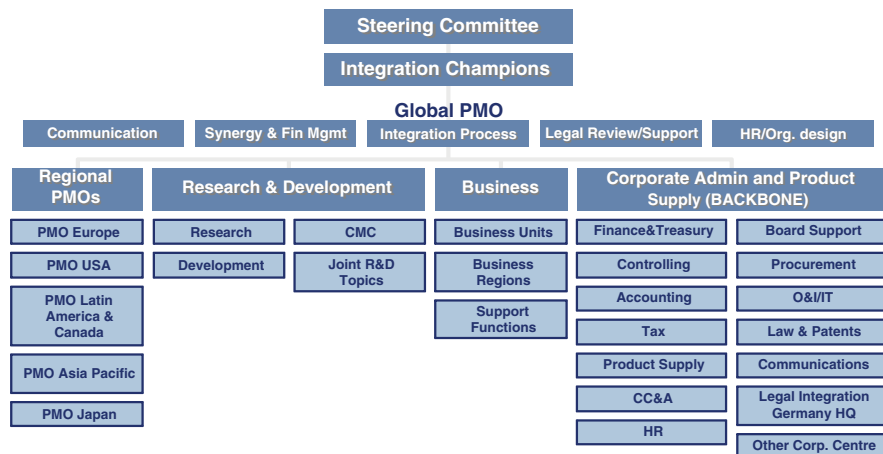 Steering Committee
Integration Champions
Global PMO
Communication
Synergy & Fin Mgmt
Integration Process
Legal Review/Support
HR/Org. design
Regional
PMOs
Research & Development
Business
Corporate Admin and Product
Supply (BACKBONE)
PMO Europe
PMO USA
PMO Latin
America &
Canada
PMO Asia Pacific
PMO Japan
Research
Development
CMC
Joint R&D
Topics
Business Units
Business
Regions
Support
Functions
Finance&Treasury
Controlling
Accounting
Tax
Product Supply
CC&A
HR
Board Support
Procurement
O&I/IT
Law & Patents
Communications
Legal Integration
Germany HQ
Other Corp. Centre